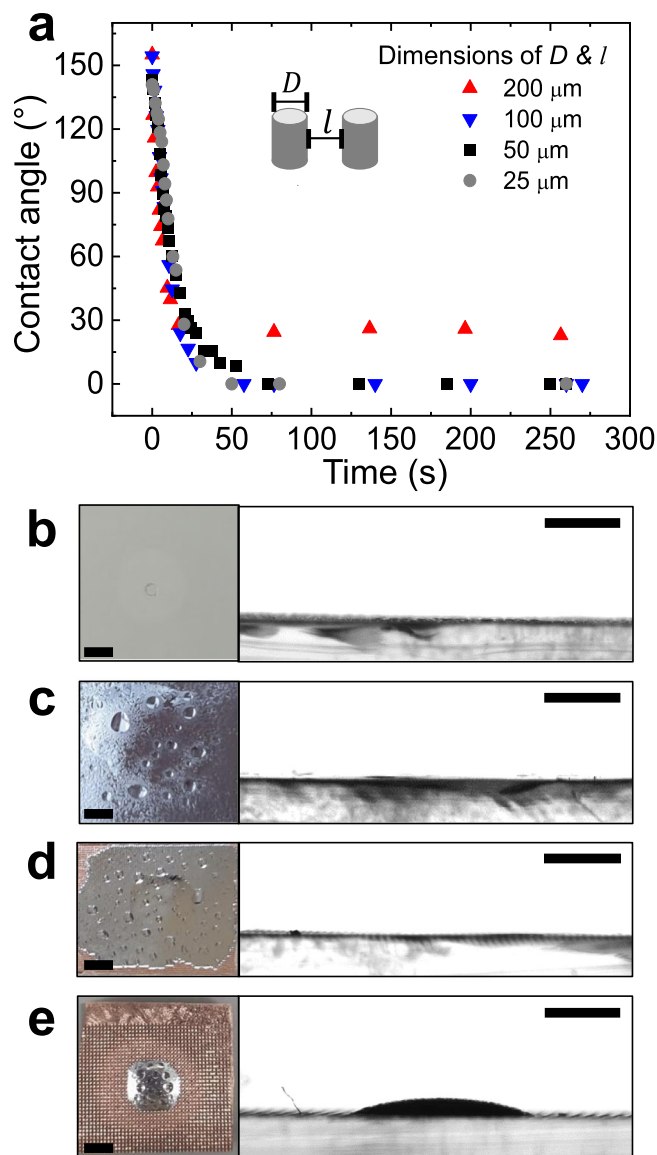 a
Dimensions of D & l
200 μm
100 μm
50 μm
25 μm
D
l
Contact angle (°)
150
120
90
60
30
0
0 50 100 150 200 250 300
Time (s)
b
c
d
e